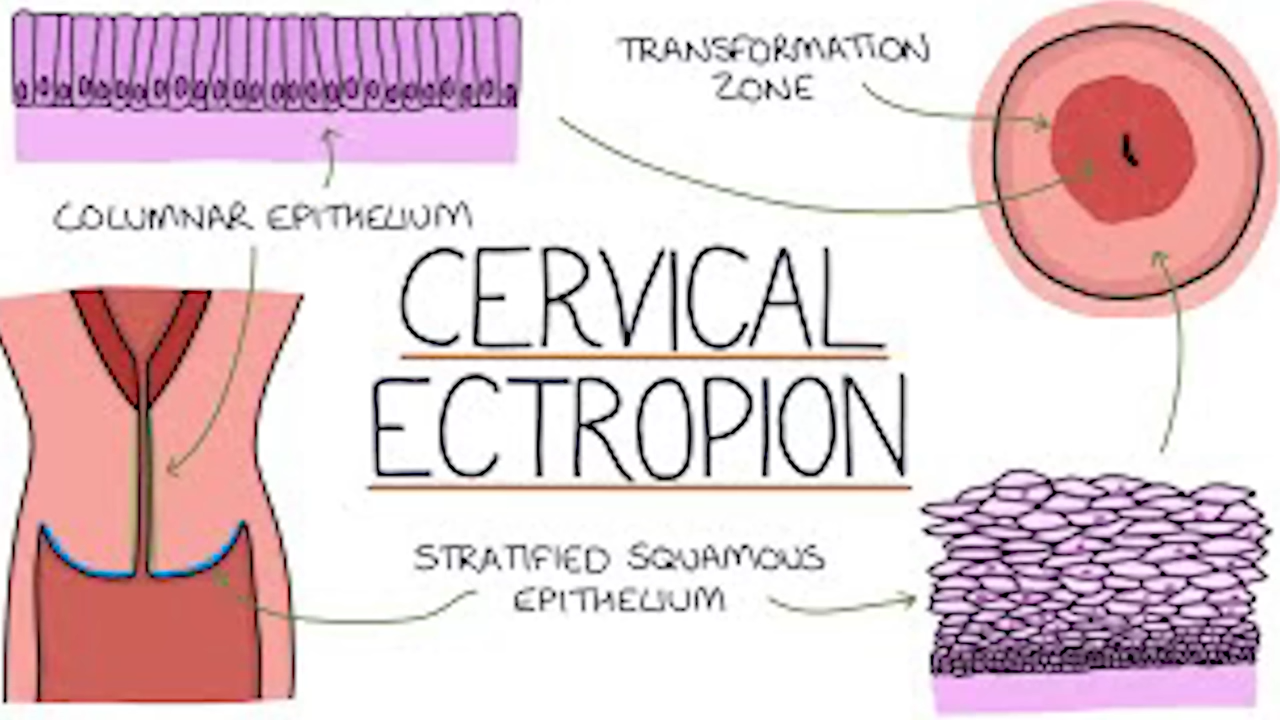 TRANSFORMATION
ZONE
COLUMNAR EPITHELIUM
CERVICAL
ECTROPION
STRATIFIED SQUAMOUS
EPITHELIUM